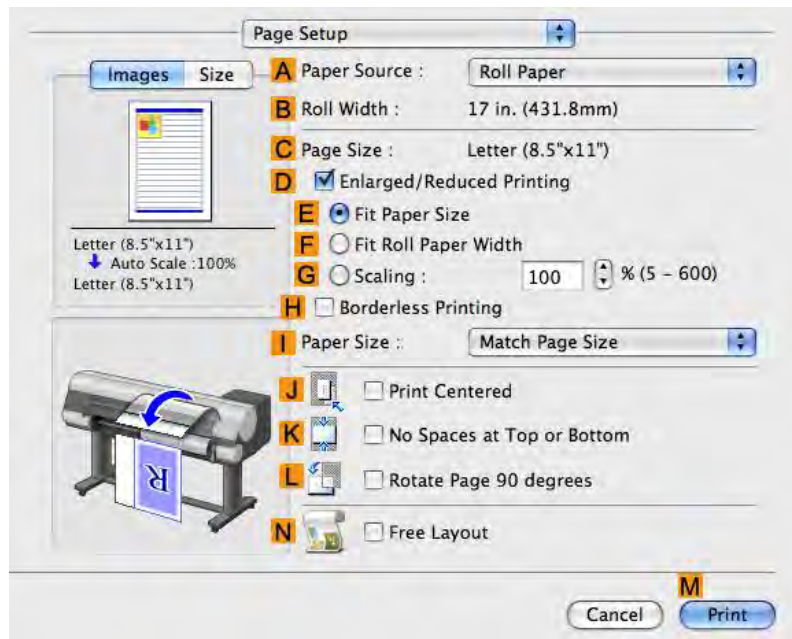 Page Setup
Images Size
A Paper Source : Roll Paper
B Roll Width : 17 in. (431.8mm)
C Page Size : Letter (8.5"x11")
D Enlarged/Reduced Printing
E Fit Paper Size
F Fit Roll Paper Width
G Scaling : 100 % (5 - 600)
H Borderless Printing
Letter (8.5"x11")
Auto Scale :100%
Letter (8.5"x11")
I Paper Size : Match Page Size
J Print Centered
K No Spaces at Top or Bottom
L Rotate Page 90 degrees
N Free Layout
R
M
Cancel Print